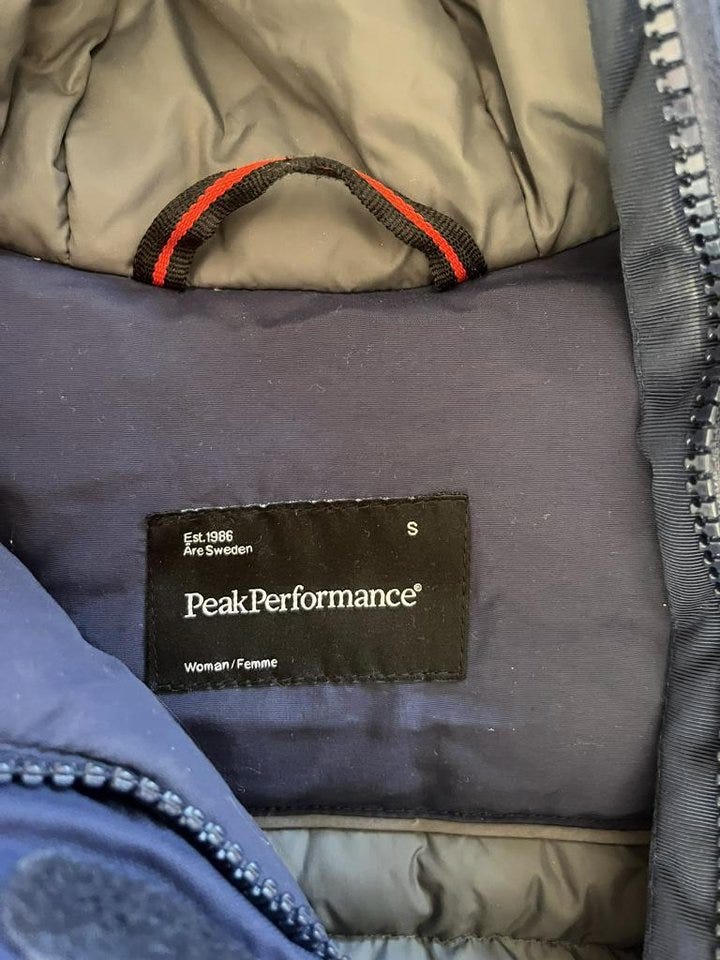 Est.1986
S
Åre Sweden
PeakPerformance®
Woman/Femme